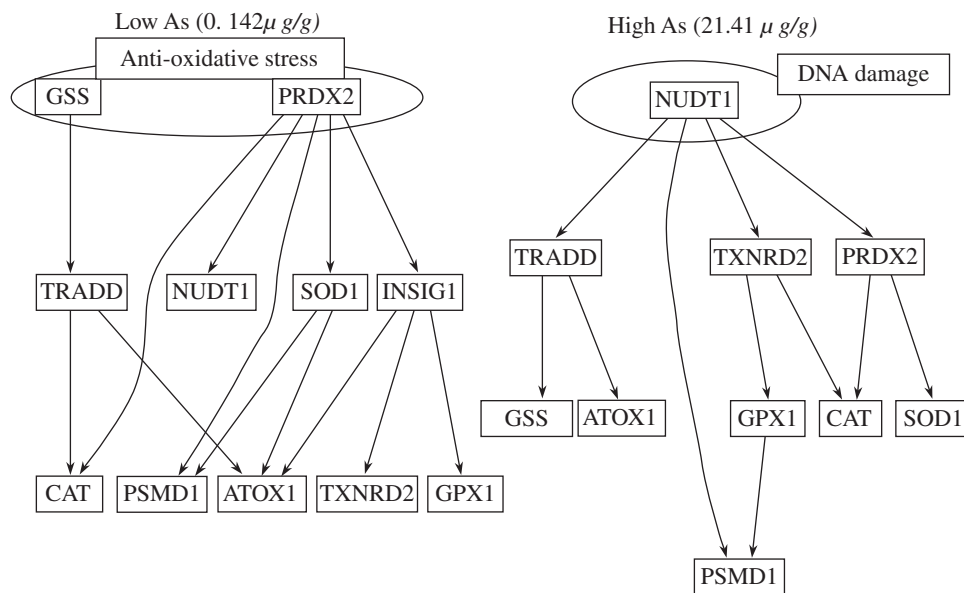 Low As (0. 142μ g/g)
Anti-oxidative stress
GSS
PRDX2
TRADD
NUDT1
SOD1
INSIG1
CAT
PSMD1
ATOX1
TXNRD2
GPX1
High As (21.41 μ g/g)
DNA damage
NUDT1
TRADD
TXNRD2
PRDX2
GSS
ATOX1
GPX1
CAT
SOD1
PSMD1